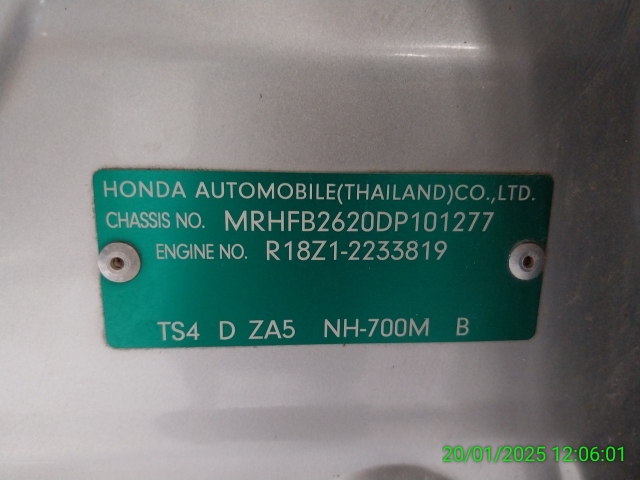 HONDA AUTOMOBILE(THAILAND)CO.,LTD.
CHASSIS NO. MRHFB2620DP101277
ENGINE NO. R18Z1-2233819
TS4 D ZA5 NH-700M B
20/01/2025 12:06:01